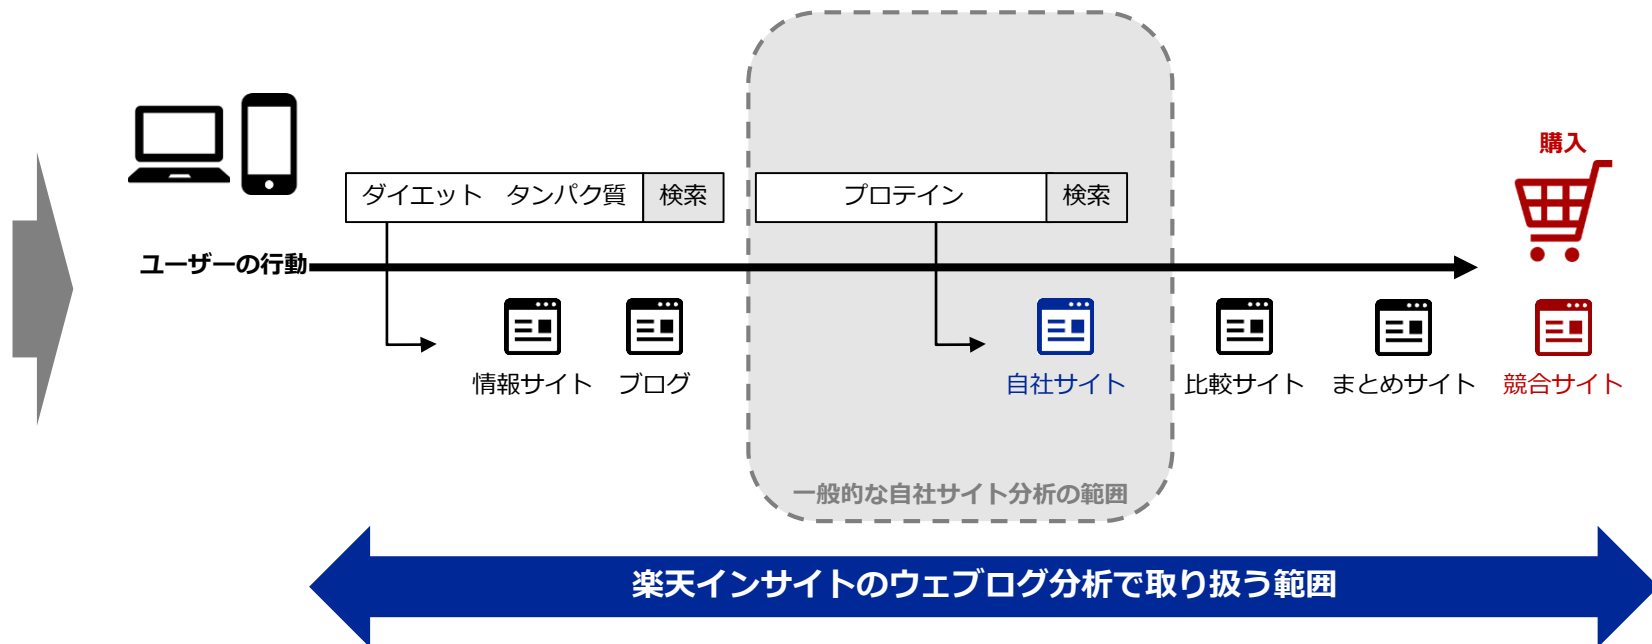 購入
ダイエット タンパク質 検索
プロテイン 検索
ユーザーの行動
情報サイト
ブログ
自社サイト
比較サイト
まとめサイト
競合サイト
一般的な自社サイト分析の範囲
楽天インサイトのウェブログ分析で取り扱う範囲